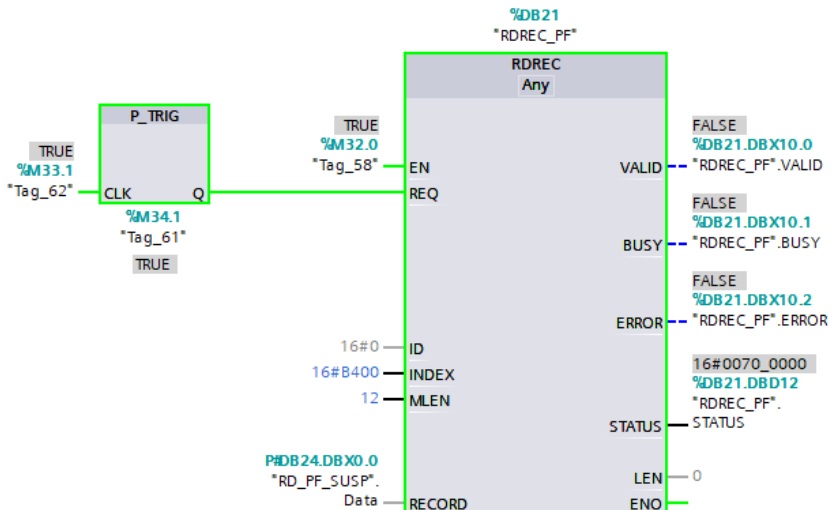 %DB21
"RDREC_PF"
RDREC
Any
P_TRIG
TRUE
%M33.1
"Tag_62"
CLK
Q
%M34.1
"Tag_61"
TRUE
TRUE
%M32.0
"Tag_58"
EN
REQ
16#0
ID
16#B400
INDEX
12
MLEN
P#DB24.DBX0.0
"RD_PF_SUSP".
Data
RECORD
FALSE
%DB21.DBX10.0
VALID
"RDREC_PF".VALID
FALSE
%DB21.DBX10.1
BUSY
"RDREC_PF".BUSY
FALSE
%DB21.DBX10.2
ERROR
"RDREC_PF".ERROR
16#0070_0000
%DB21.DBD12
"RDREC_PF".
STATUS
STATUS
LEN
0
ENO